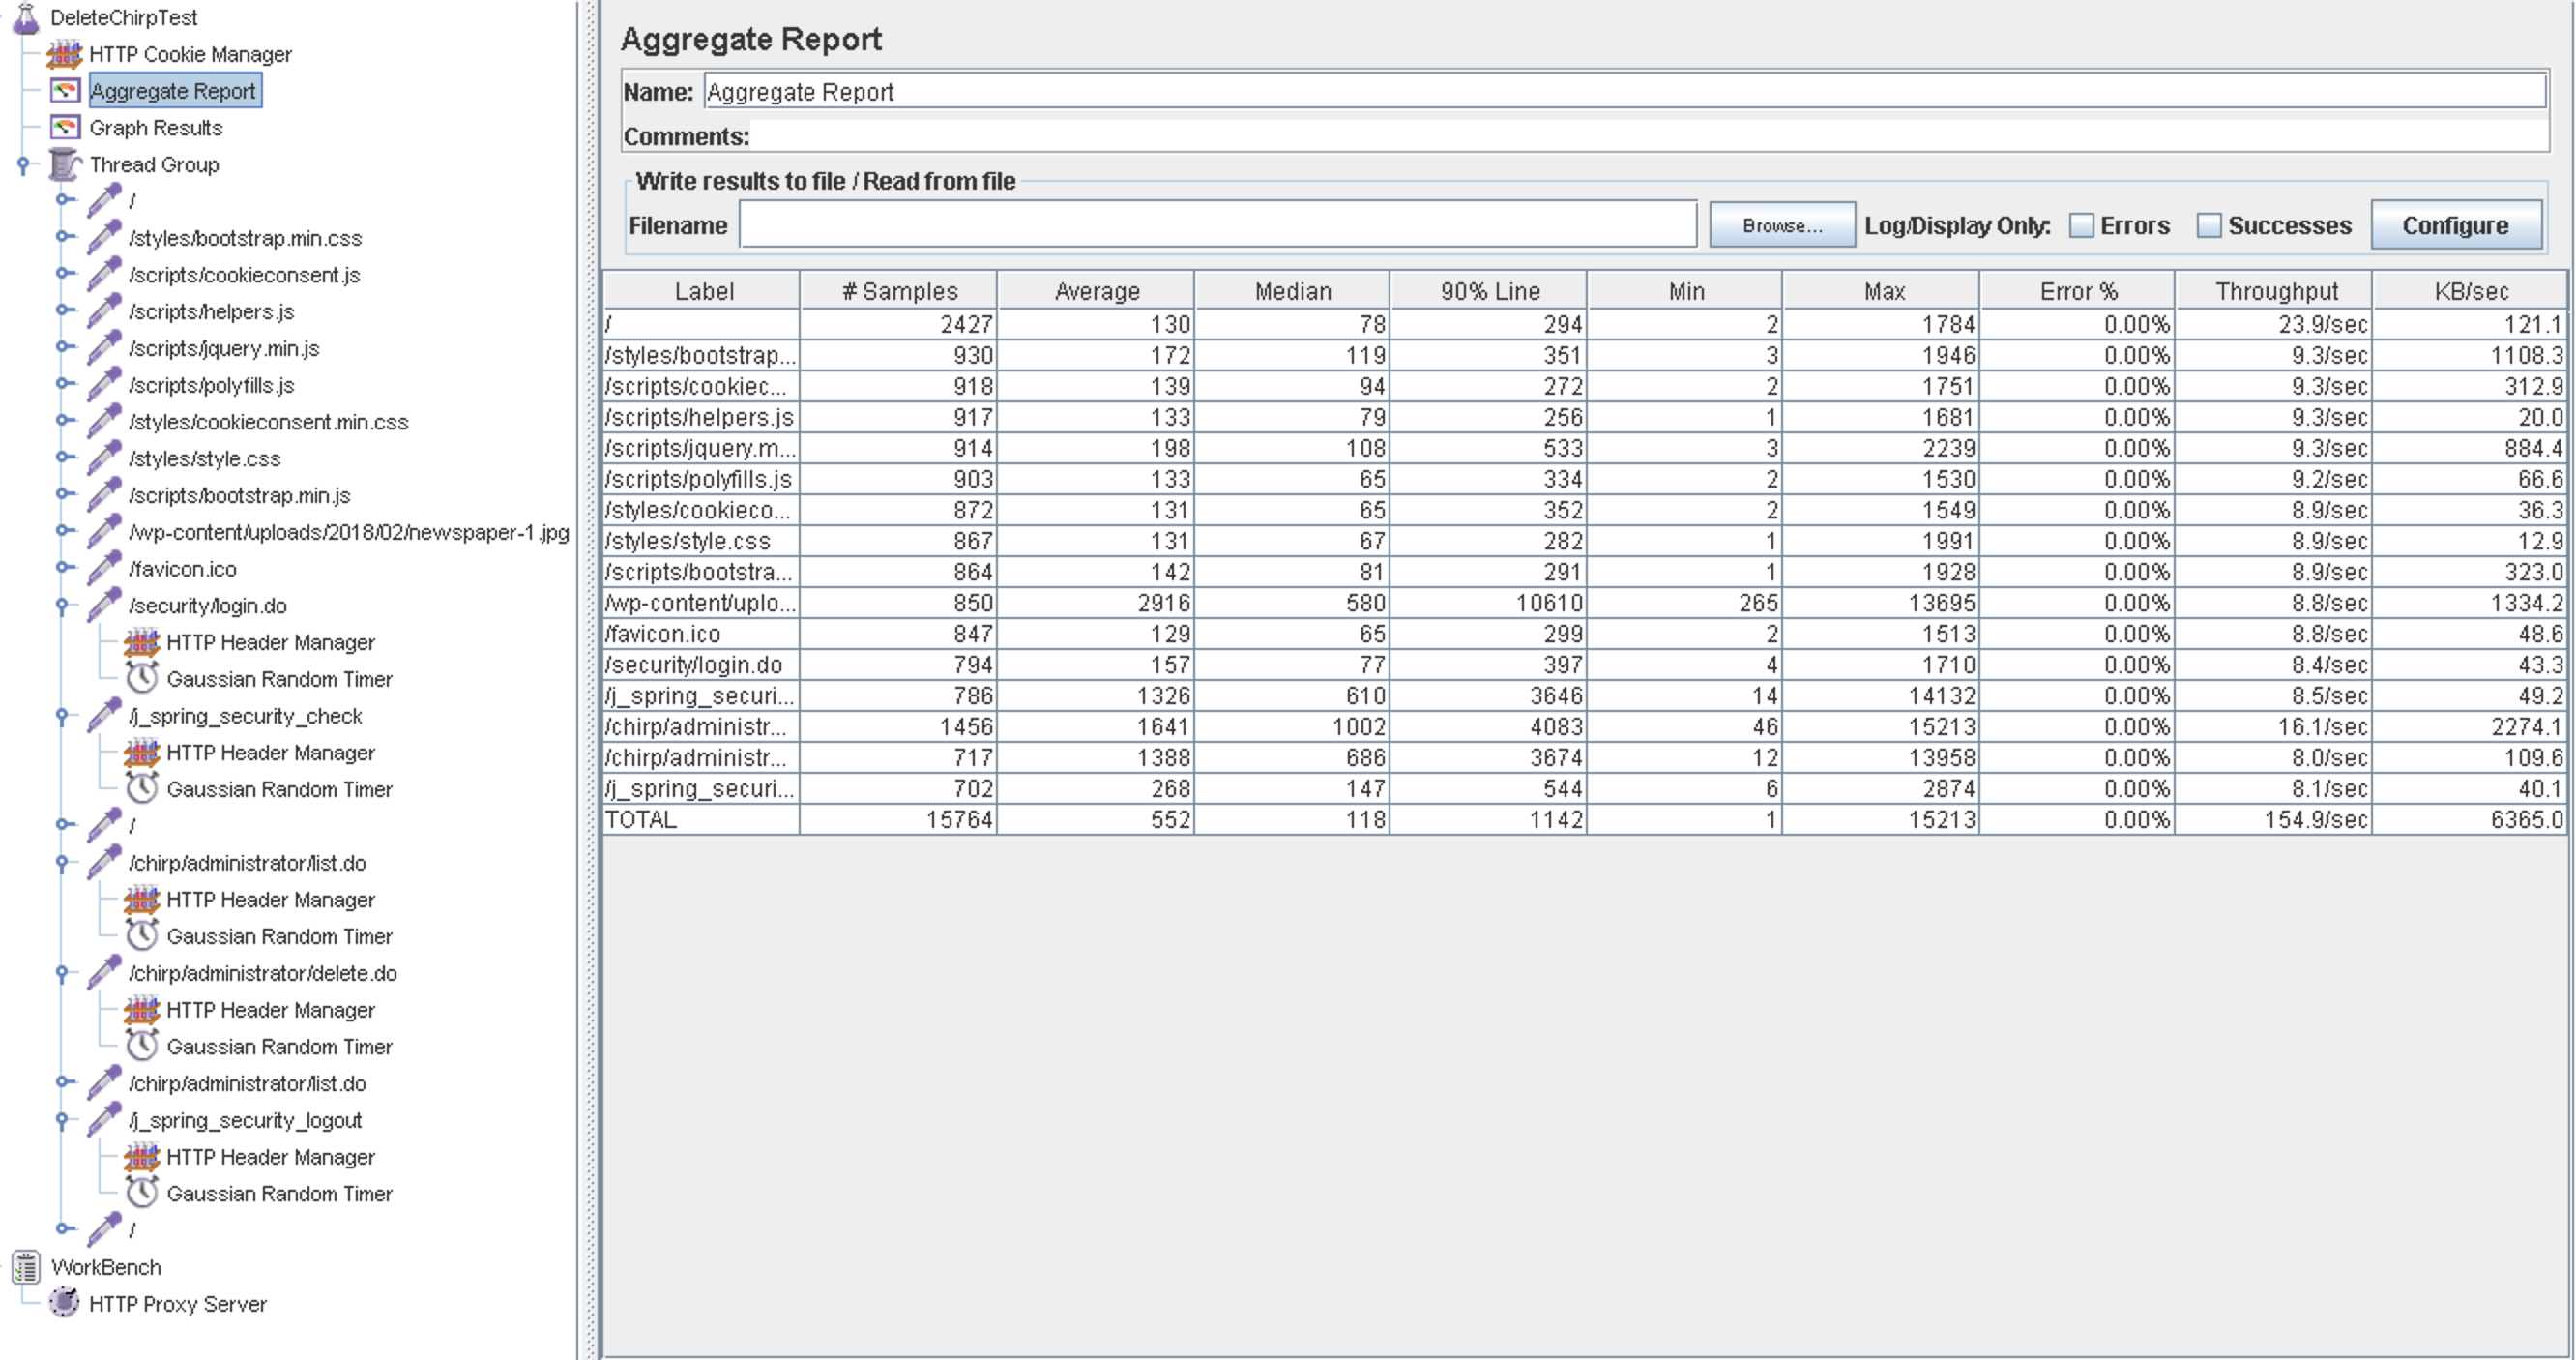 DeleteChirpTest
HTTP Cookie Manager
Aggregate Report
Graph Results
Thread Group
/
/styles/bootstrap.min.css
/scripts/cookieconsent.js
/scripts/helpers.js
/scripts/jquery.min.js
/scripts/polyfills.js
/styles/cookieconsent.min.css
/styles/style.css
/scripts/bootstrap.min.js
/wp-content/uploads/2018/02/newspaper-1.jpg
/favicon.ico
/security/login.do
HTTP Header Manager
Gaussian Random Timer
/j_spring_security_check
HTTP Header Manager
Gaussian Random Timer
/
/chirp/administrator/list.do
HTTP Header Manager
Gaussian Random Timer
/chirp/administrator/delete.do
HTTP Header Manager
Gaussian Random Timer
/chirp/administrator/list.do
/j_spring_security_logout
HTTP Header Manager
Gaussian Random Timer
/
WorkBench
HTTP Proxy Server
Aggregate Report
Name: Aggregate Report
Comments:
Write results to file / Read from file
Filename Browse... Log/Display Only: Errors Successes Configure
Label # Samples Average Median 90% Line Min Max Error % Throughput KB/sec
/ 2427 130 78 294 2 1784 0.00% 23.9/sec 121.1
/styles/bootstrap... 930 172 119 351 3 1946 0.00% 9.3/sec 1108.3
/scripts/cookiec... 918 139 94 272 2 1751 0.00% 9.3/sec 312.9
/scripts/helpers.js 917 133 79 256 1 1681 0.00% 9.3/sec 20.0
/scripts/jquery.m... 914 198 108 533 3 2239 0.00% 9.3/sec 884.4
/scripts/polyfills.js 903 133 65 334 2 1530 0.00% 9.2/sec 66.6
/styles/cookieco... 872 131 65 352 2 1549 0.00% 8.9/sec 36.3
/styles/style.css 867 131 67 282 1 1991 0.00% 8.9/sec 12.9
/scripts/bootstra... 864 142 81 291 1 1928 0.00% 8.9/sec 323.0
/wp-content/uplo... 850 2916 580 10610 265 13695 0.00% 8.8/sec 1334.2
/favicon.ico 847 129 65 299 2 1513 0.00% 8.8/sec 48.6
/security/login.do 794 157 77 397 4 1710 0.00% 8.4/sec 43.3
/j_spring_securi... 786 1326 610 3646 14 14132 0.00% 8.5/sec 49.2
/chirp/administr... 1456 1641 1002 4083 46 15213 0.00% 16.1/sec 2274.1
/chirp/administr... 717 1388 686 3674 12 13958 0.00% 8.0/sec 109.6
/j_spring_securi... 702 268 147 544 6 2874 0.00% 8.1/sec 40.1
TOTAL 15764 552 118 1142 1 15213 0.00% 154.9/sec 6365.0